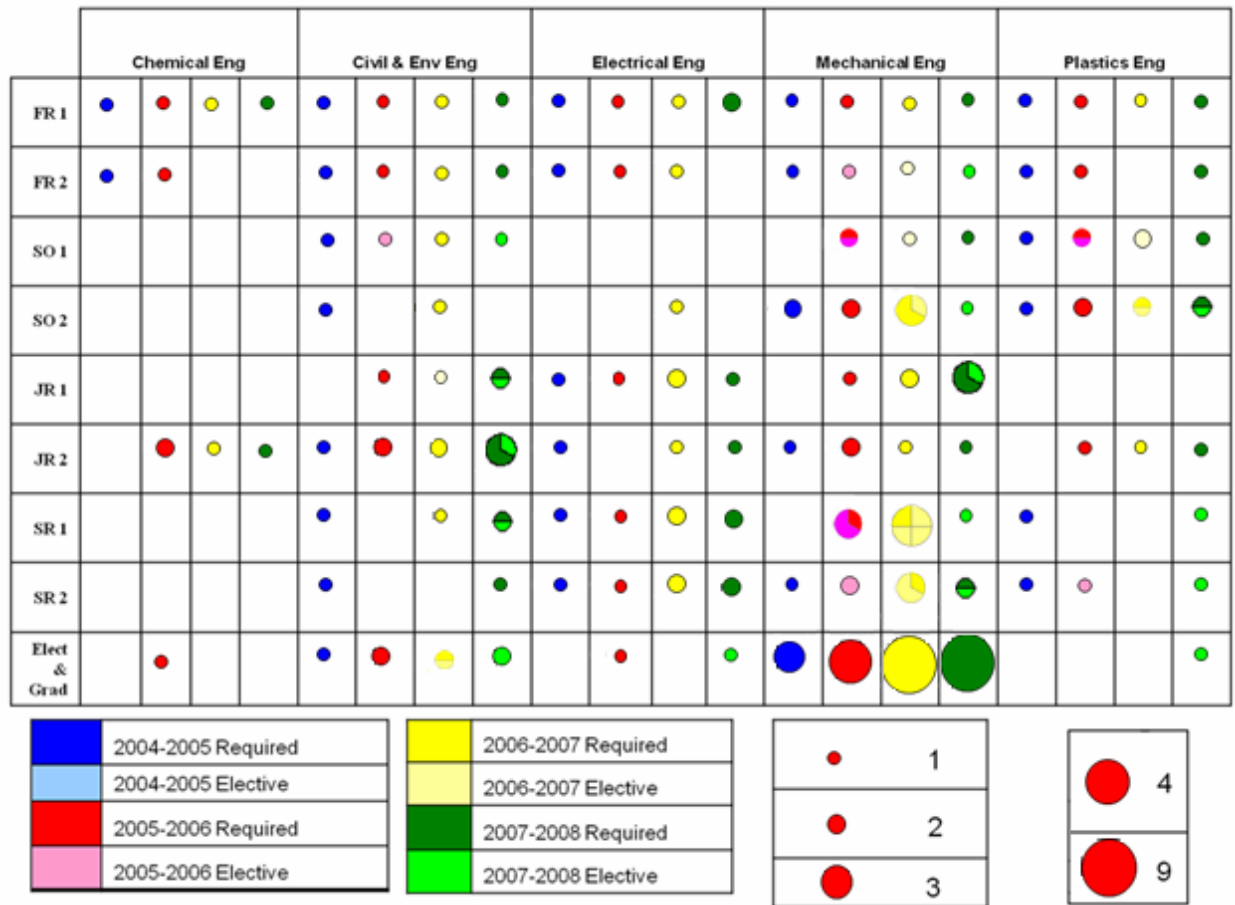 Chemical Eng Civil & Env Eng Electrical Eng Mechanical Eng Plastics Eng
FR 1
FR 2
SO 1
SO 2
JR 1
JR 2
SR 1
SR 2
Elect
&
Grad
2004-2005 Required
2004-2005 Elective
2005-2006 Required
2005-2006 Elective
2006-2007 Required
2006-2007 Elective
2007-2008 Required
2007-2008 Elective
1
2
3
4
9